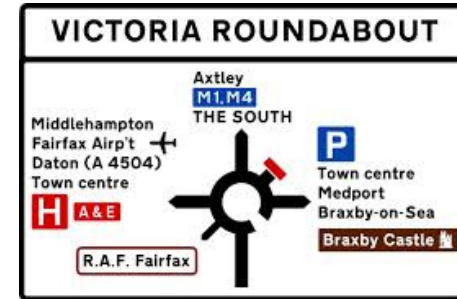 VICTORIA ROUNDABOUT
Axtley
M1, M4
THE SOUTH
Middlehampton
Fairfax Airp't
Daton (A 4504)
Town centre
H A & E
R.A.F. Fairfax
P
Town centre
Medport
Braxby-on-Sea
Braxby Castle